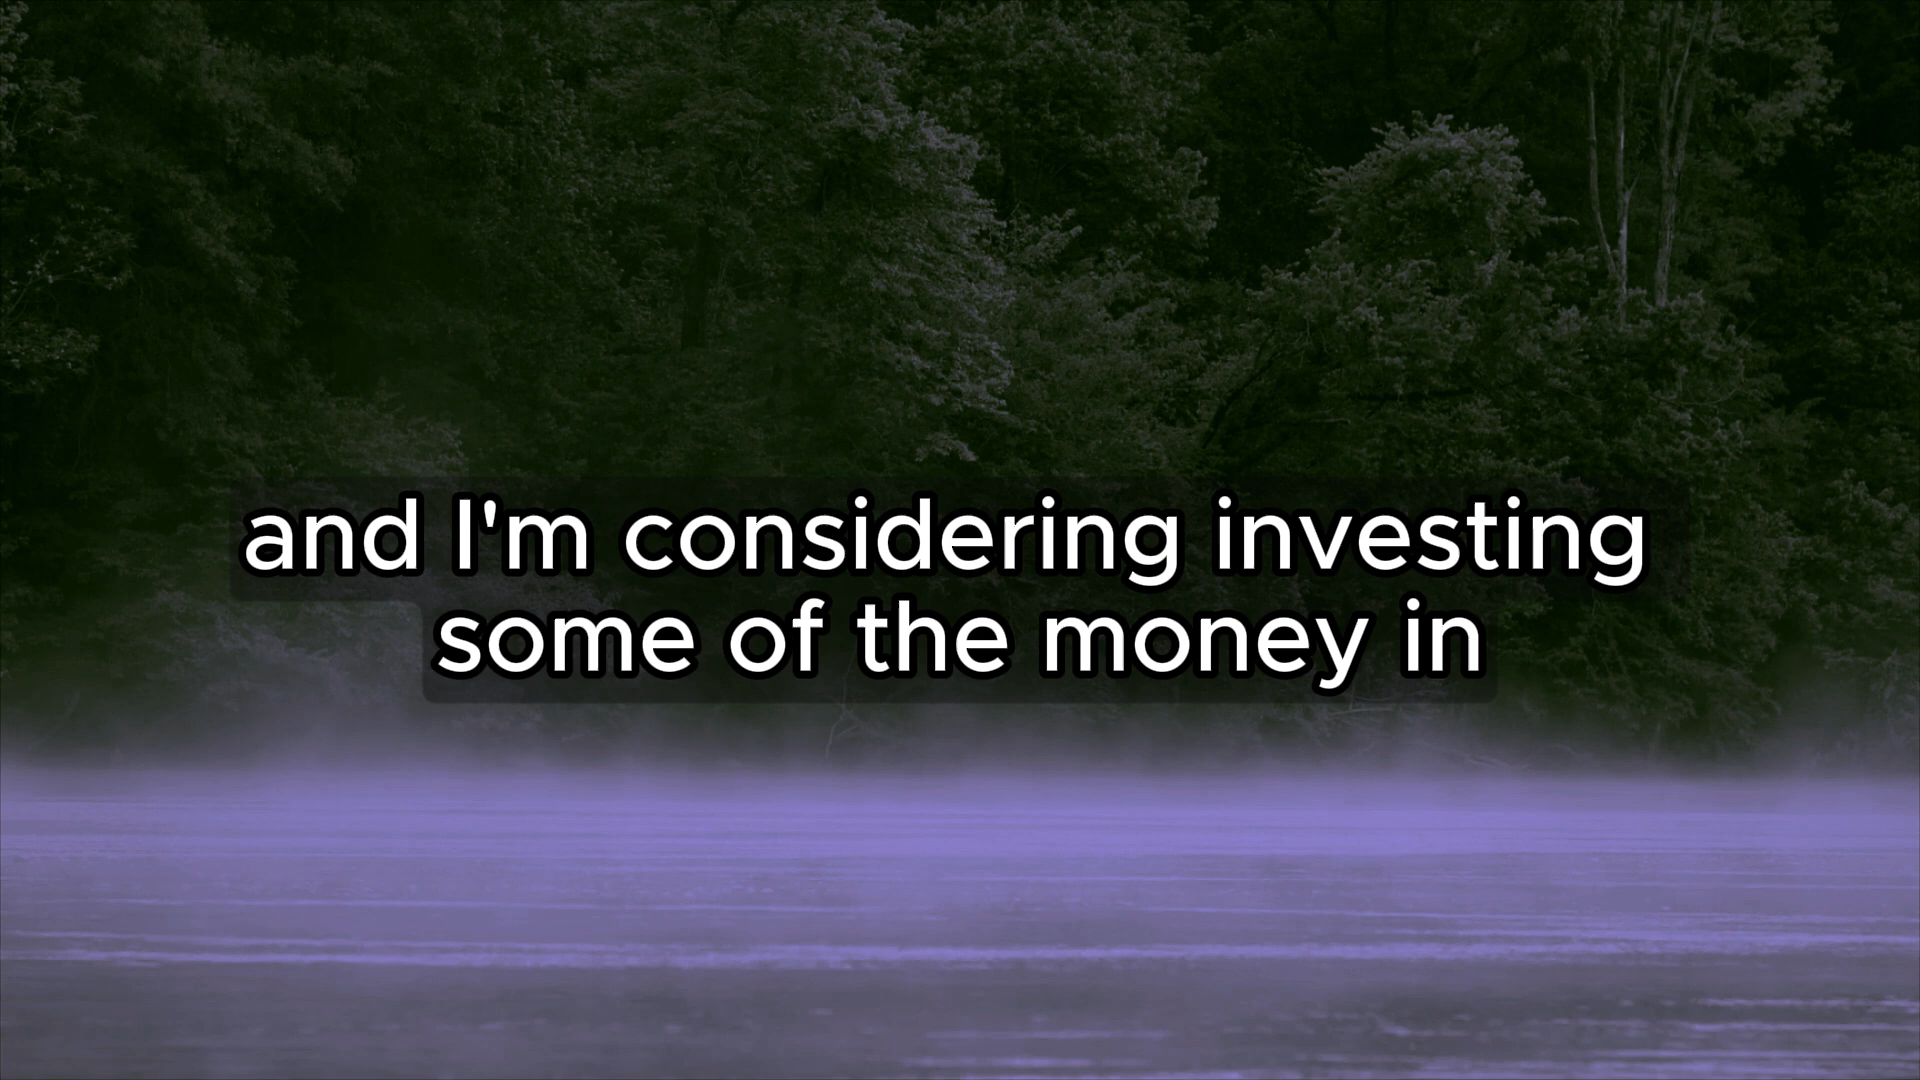 and I'm considering investing
some of the money in